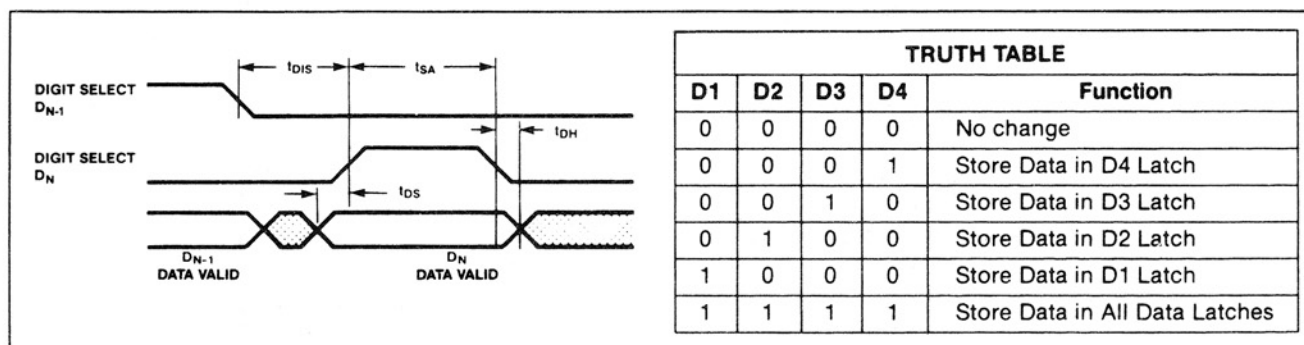 tDIS
tSA
DIGIT SELECT
DN-1
tDH
DIGIT SELECT
DN
tDS
DN-1
DATA VALID
DN
DATA VALID
TRUTH TABLE
D1 D2 D3 D4 Function
0 0 0 0 No change
0 0 0 1 Store Data in D4 Latch
0 0 1 0 Store Data in D3 Latch
0 1 0 0 Store Data in D2 Latch
1 0 0 0 Store Data in D1 Latch
1 1 1 1 Store Data in All Data Latches